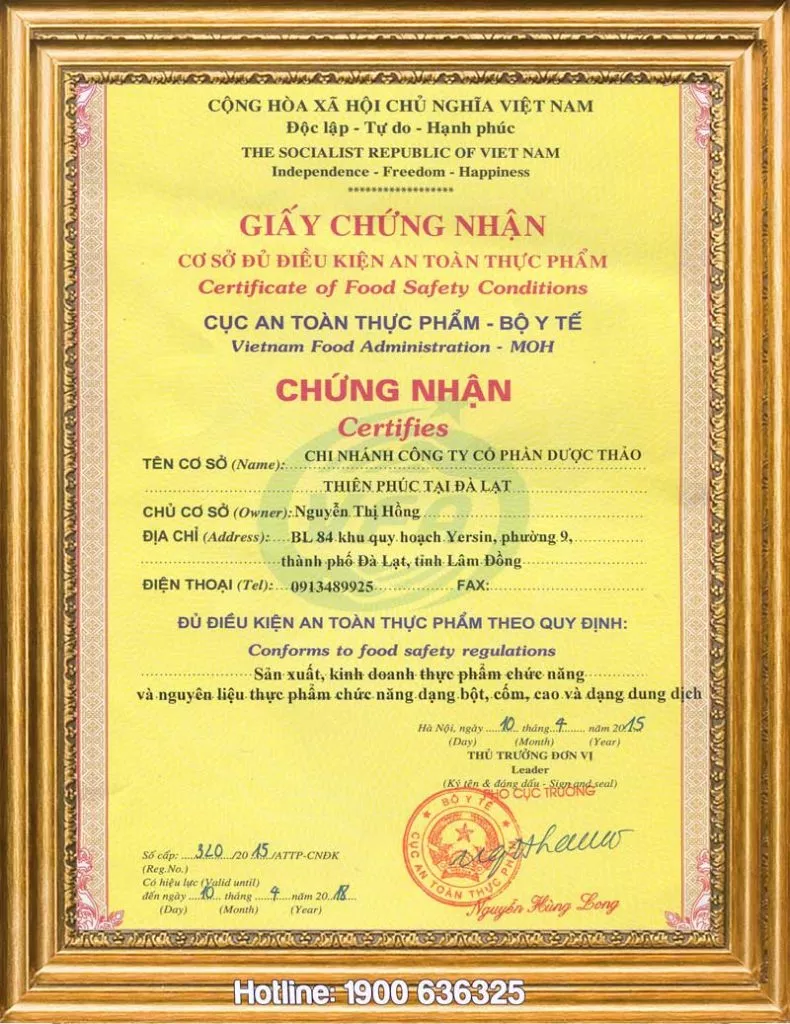 CỘNG HÒA XÃ HỘI CHỦ NGHĨA VIỆT NAM
Độc lập - Tự do - Hạnh phúc
THE SOCIALIST REPUBLIC OF VIET NAM
Independence - Freedom - Happiness
******************
GIẤY CHỨNG NHẬN
CƠ SỞ ĐỦ ĐIỀU KIỆN AN TOÀN THỰC PHẨM
Certificate of Food Safety Conditions
CỤC AN TOÀN THỰC PHẨM - BỘ Y TẾ
Vietnam Food Administration - MOH
CHỨNG NHẬN
Certifies
TÊN CƠ SỞ (Name): CHI NHÁNH CÔNG TY CỔ PHẦN DƯỢC THẢO
THIÊN PHÚC TẠI ĐÀ LẠT
CHỦ CƠ SỞ (Owner): Nguyễn Thị Hồng
ĐỊA CHỈ (Address): BL 84 khu quy hoạch Yersin, phường 9,
thành phố Đà Lạt, tỉnh Lâm Đồng
ĐIỆN THOẠI (Tel): 0913489925 FAX:
ĐỦ ĐIỀU KIỆN AN TOÀN THỰC PHẨM THEO QUY ĐỊNH:
Conforms to food safety regulations
Sản xuất, kinh doanh thực phẩm chức năng
và nguyên liệu thực phẩm chức năng dạng bột, cốm, cao và dạng dung dịch
Hà Nội, ngày 10 tháng 4 năm 2015
(Day) (Month) (Year)
THỦ TRƯỞNG ĐƠN VỊ
Leader
(Ký tên & đóng dấu - Sign and seal)
PHÓ CỤC TRƯỞNG
BỘ Y TẾ
CỤC AN TOÀN THỰC PHẨM
Nguyễn Hùng Long
Số cấp: 320/2015/ATTP-CNĐK
(Reg.No.)
Có hiệu lực (Valid until)
đến ngày 10 tháng 4 năm 2018
(Day) (Month) (Year)
Hotline: 1900 636325